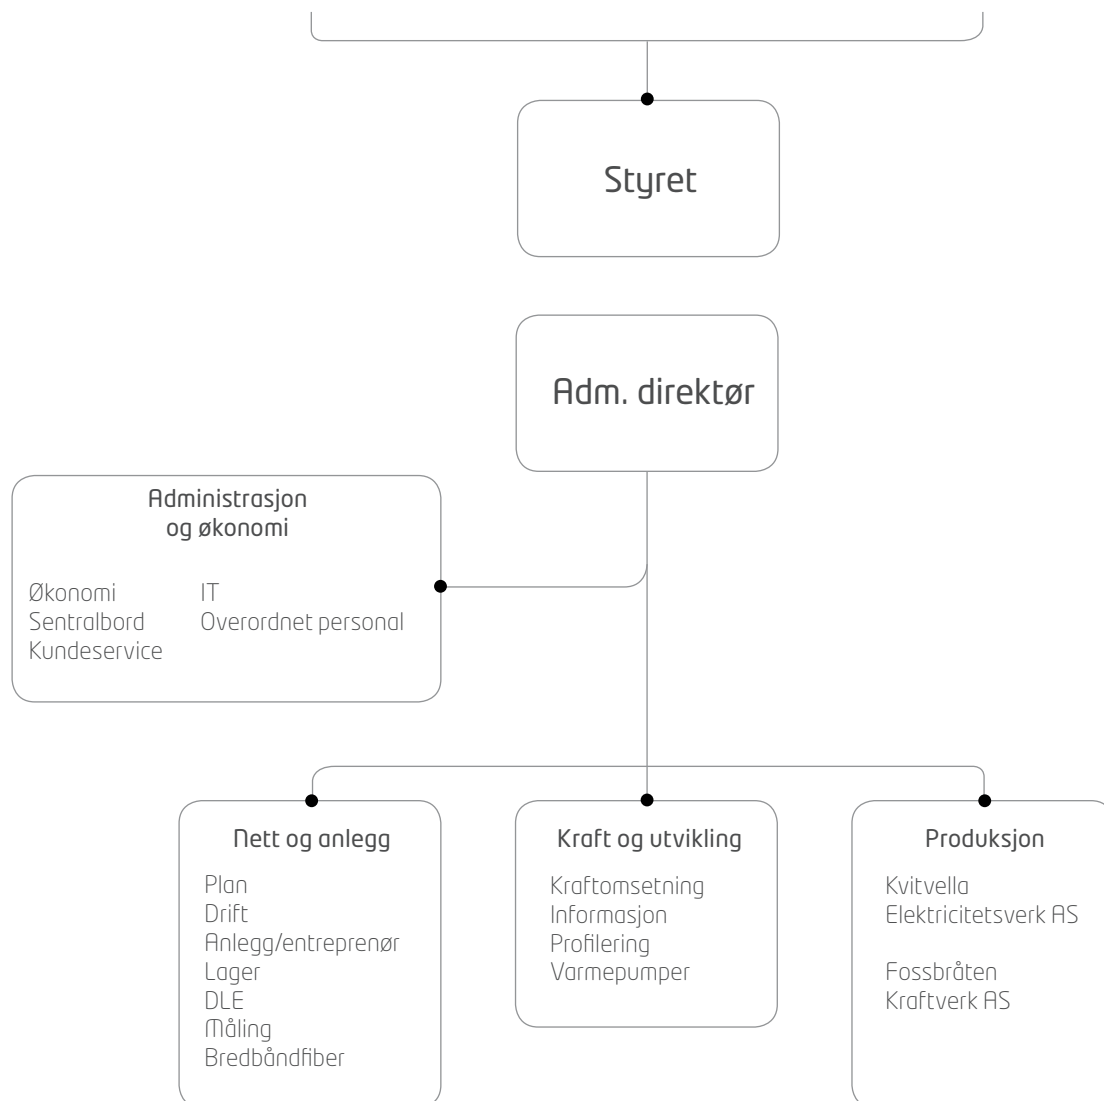 Styret
Adm. direktør
Administrasjon
og økonomi
Økonomi
Sentralbord
Kundeservice
IT
Overordnet personal
Nett og anlegg
Plan
Drift
Anlegg/entreprenør
Lager
DLE
Måling
Bredbåndfiber
Kraft og utvikling
Kraftomsetning
Informasjon
Profilering
Varmepumper
Produksjon
Kvitvella
Elektricitetsverk AS
Fossbråten
Kraftverk AS